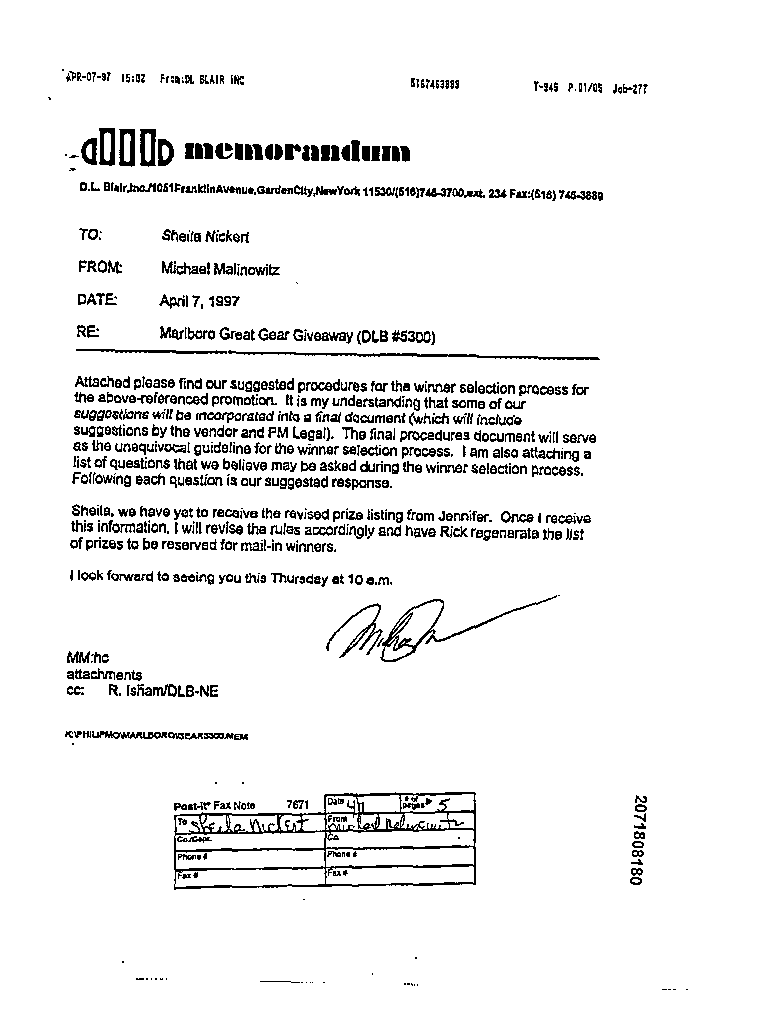 APR-07-97 15:02 From:DL BLAIR INC 5167463889 T-946 P.01/05 Job-277
memorandum
D.L. Blair,Inc./1051FranklinAvenue,GardenCity,NewYork 11530/(516)746-3700,ext. 234 Fax:(516) 746-3889
TO: Sheila Nickert
FROM: Michael Malinowitz
DATE: April 7, 1997
RE: Marlboro Great Gear Giveaway (DLB #5300)
Attached please find our suggested procedures for the winner selection process for
the above-referenced promotion. It is my understanding that some of our
suggestions will be incorporated into a final document (which will include
suggestions by the vendor and PM Legal). The final procedures document will serve
as the unequivocal guideline for the winner selection process. I am also attaching a
list of questions that we believe may be asked during the winner selection process.
Following each question is our suggested response.
Sheila, we have yet to receive the revised prize listing from Jennifer. Once I receive
this information, I will revise the rules accordingly and have Rick regenerate the list
of prizes to be reserved for mail-in winners.
I look forward to seeing you this Thursday at 10 a.m.
MM:hc
attachments
cc: R. Isham/DLB-NE
Post-it® Fax Note 7671 Date # of pages 5
To Sheila Nickert From Michael Malinowitz
Co./Dept. Co.
Phone # Phone #
Fax # Fax #
2071808180